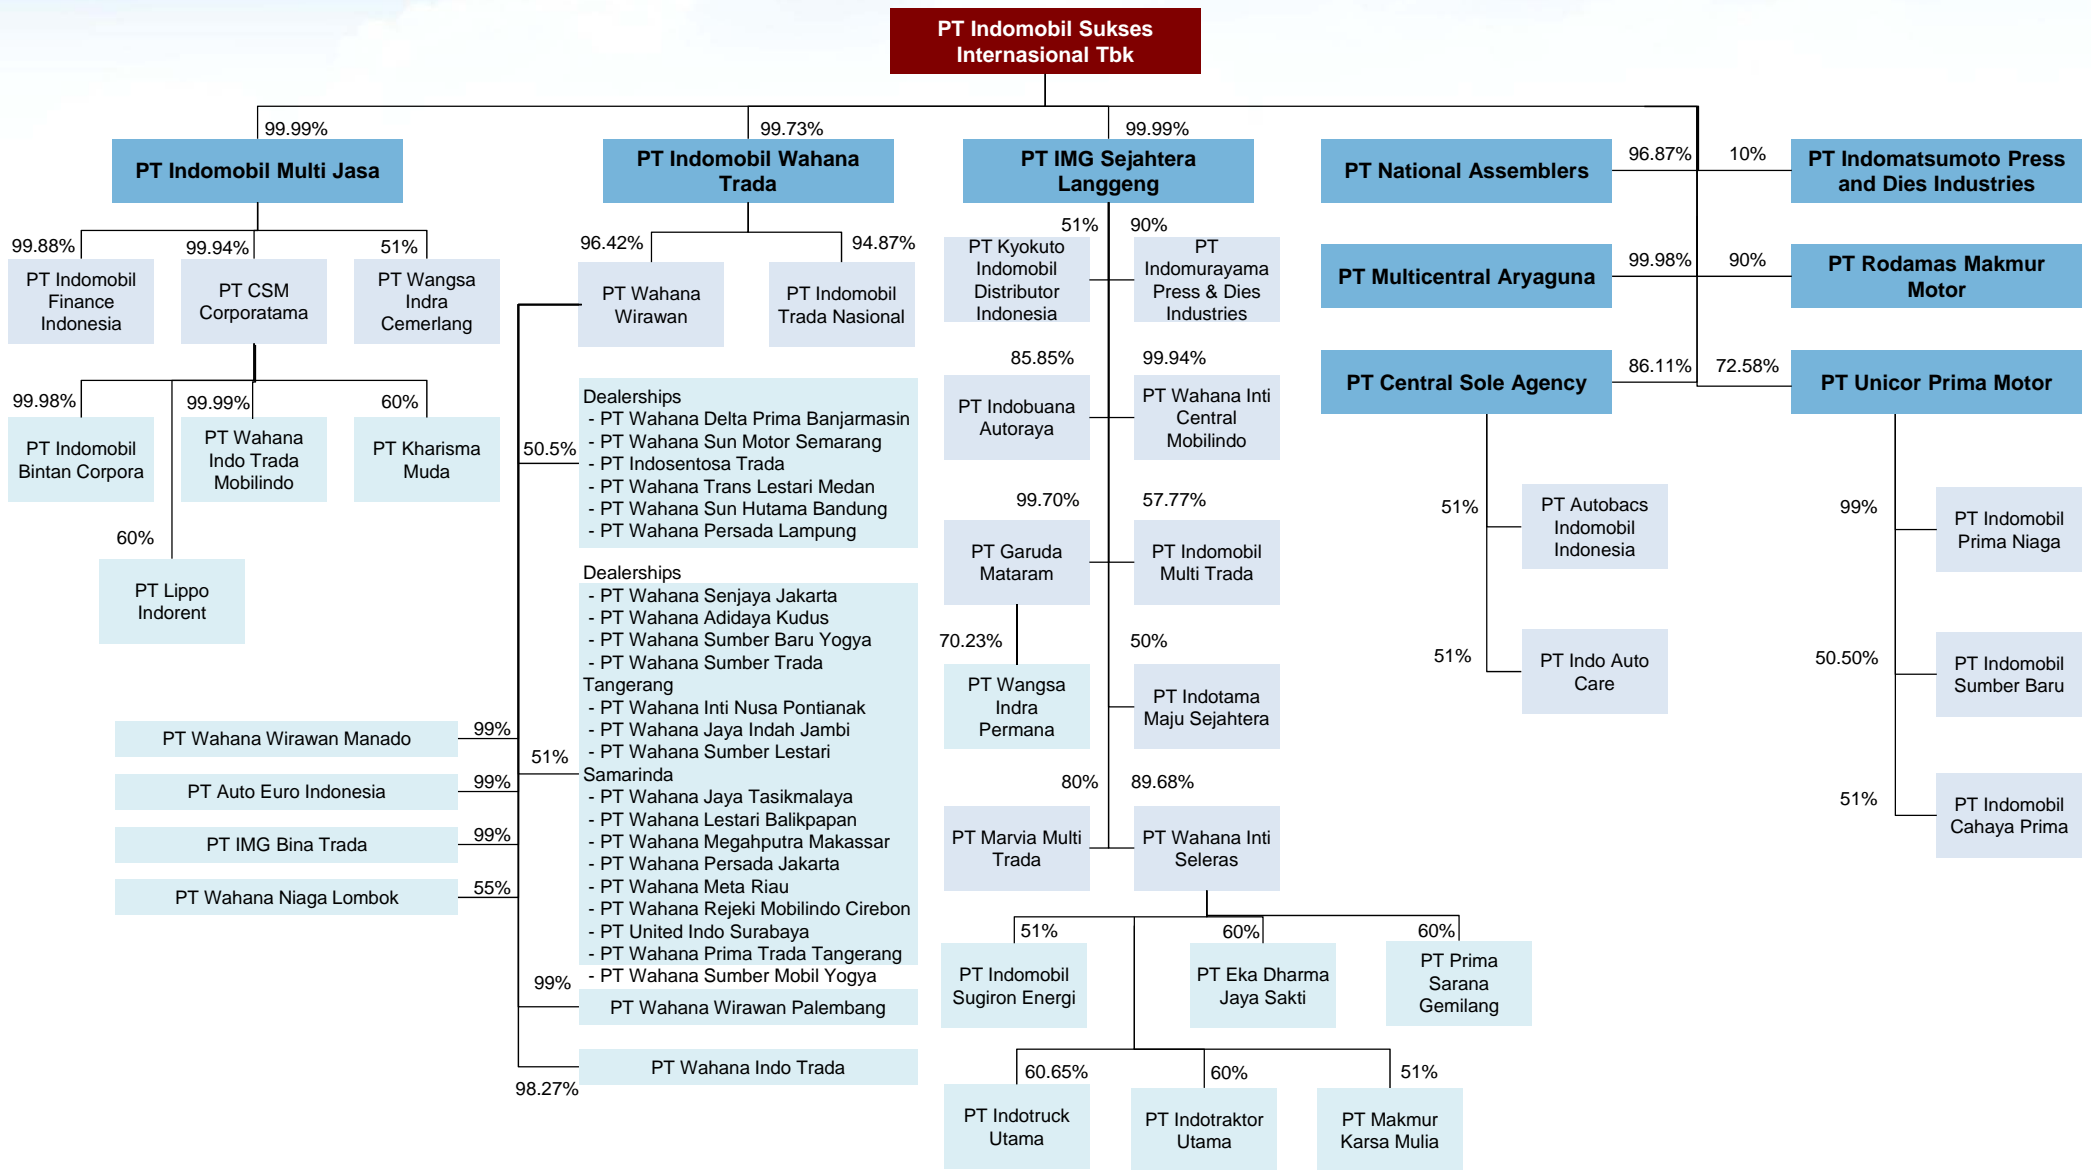 PT Indomobil Sukses
Internasional Tbk
99.99%
99.73%
99.99%
PT Indomobil Multi Jasa
PT Indomobil Wahana
Trada
PT IMG Sejahtera
Langgeng
PT National Assemblers
96.87%
10%
PT Indomatsumoto Press
and Dies Industries
99.88%
99.94%
51%
PT Indomobil
Finance
Indonesia
PT CSM
Corporatama
PT Wangsa
Indra
Cemerlang
99.98%
99.99%
60%
PT Indomobil
Bintan Corpora
PT Wahana
Indo Trada
Mobilindo
PT Kharisma
Muda
60%
PT Lippo
Indorent
96.42%
94.87%
PT Wahana
Wirawan
PT Indomobil
Trada Nasional
50.5%
Dealerships
- PT Wahana Delta Prima Banjarmasin
- PT Wahana Sun Motor Semarang
- PT Indosentosa Trada
- PT Wahana Trans Lestari Medan
- PT Wahana Sun Hutama Bandung
- PT Wahana Persada Lampung
51%
Dealerships
- PT Wahana Senjaya Jakarta
- PT Wahana Adidaya Kudus
- PT Wahana Sumber Baru Yogya
- PT Wahana Sumber Trada
Tangerang
- PT Wahana Inti Nusa Pontianak
- PT Wahana Jaya Indah Jambi
- PT Wahana Sumber Lestari
Samarinda
- PT Wahana Jaya Tasikmalaya
- PT Wahana Lestari Balikpapan
- PT Wahana Megahputra Makassar
- PT Wahana Persada Jakarta
- PT Wahana Meta Riau
- PT Wahana Rejeki Mobilindo Cirebon
- PT United Indo Surabaya
- PT Wahana Prima Trada Tangerang
- PT Wahana Sumber Mobil Yogya
PT Wahana Wirawan Manado
99%
PT Auto Euro Indonesia
99%
PT IMG Bina Trada
99%
PT Wahana Niaga Lombok
55%
99%
PT Wahana Wirawan Palembang
PT Wahana Indo Trada
98.27%
51%
90%
PT Kyokuto
Indomobil
Distributor
Indonesia
PT
Indomurayama
Press & Dies
Industries
85.85%
99.94%
PT Indobuana
Autoraya
PT Wahana Inti
Central
Mobilindo
99.70%
57.77%
PT Garuda
Mataram
PT Indomobil
Multi Trada
70.23%
50%
PT Wangsa
Indra
Permana
PT Indotama
Maju Sejahtera
80%
89.68%
PT Marvia Multi
Trada
PT Wahana Inti
Seleras
51%
60%
60%
PT Indomobil
Sugiron Energi
PT Eka Dharma
Jaya Sakti
PT Prima
Sarana
Gemilang
60.65%
60%
51%
PT Indotruck
Utama
PT Indotraktor
Utama
PT Makmur
Karsa Mulia
PT Multicentral Aryaguna
99.98%
90%
PT Rodamas Makmur
Motor
PT Central Sole Agency
86.11%
72.58%
PT Unicor Prima Motor
51%
PT Autobacs
Indomobil
Indonesia
51%
PT Indo Auto
Care
99%
PT Indomobil
Prima Niaga
50.50%
PT Indomobil
Sumber Baru
51%
PT Indomobil
Cahaya Prima